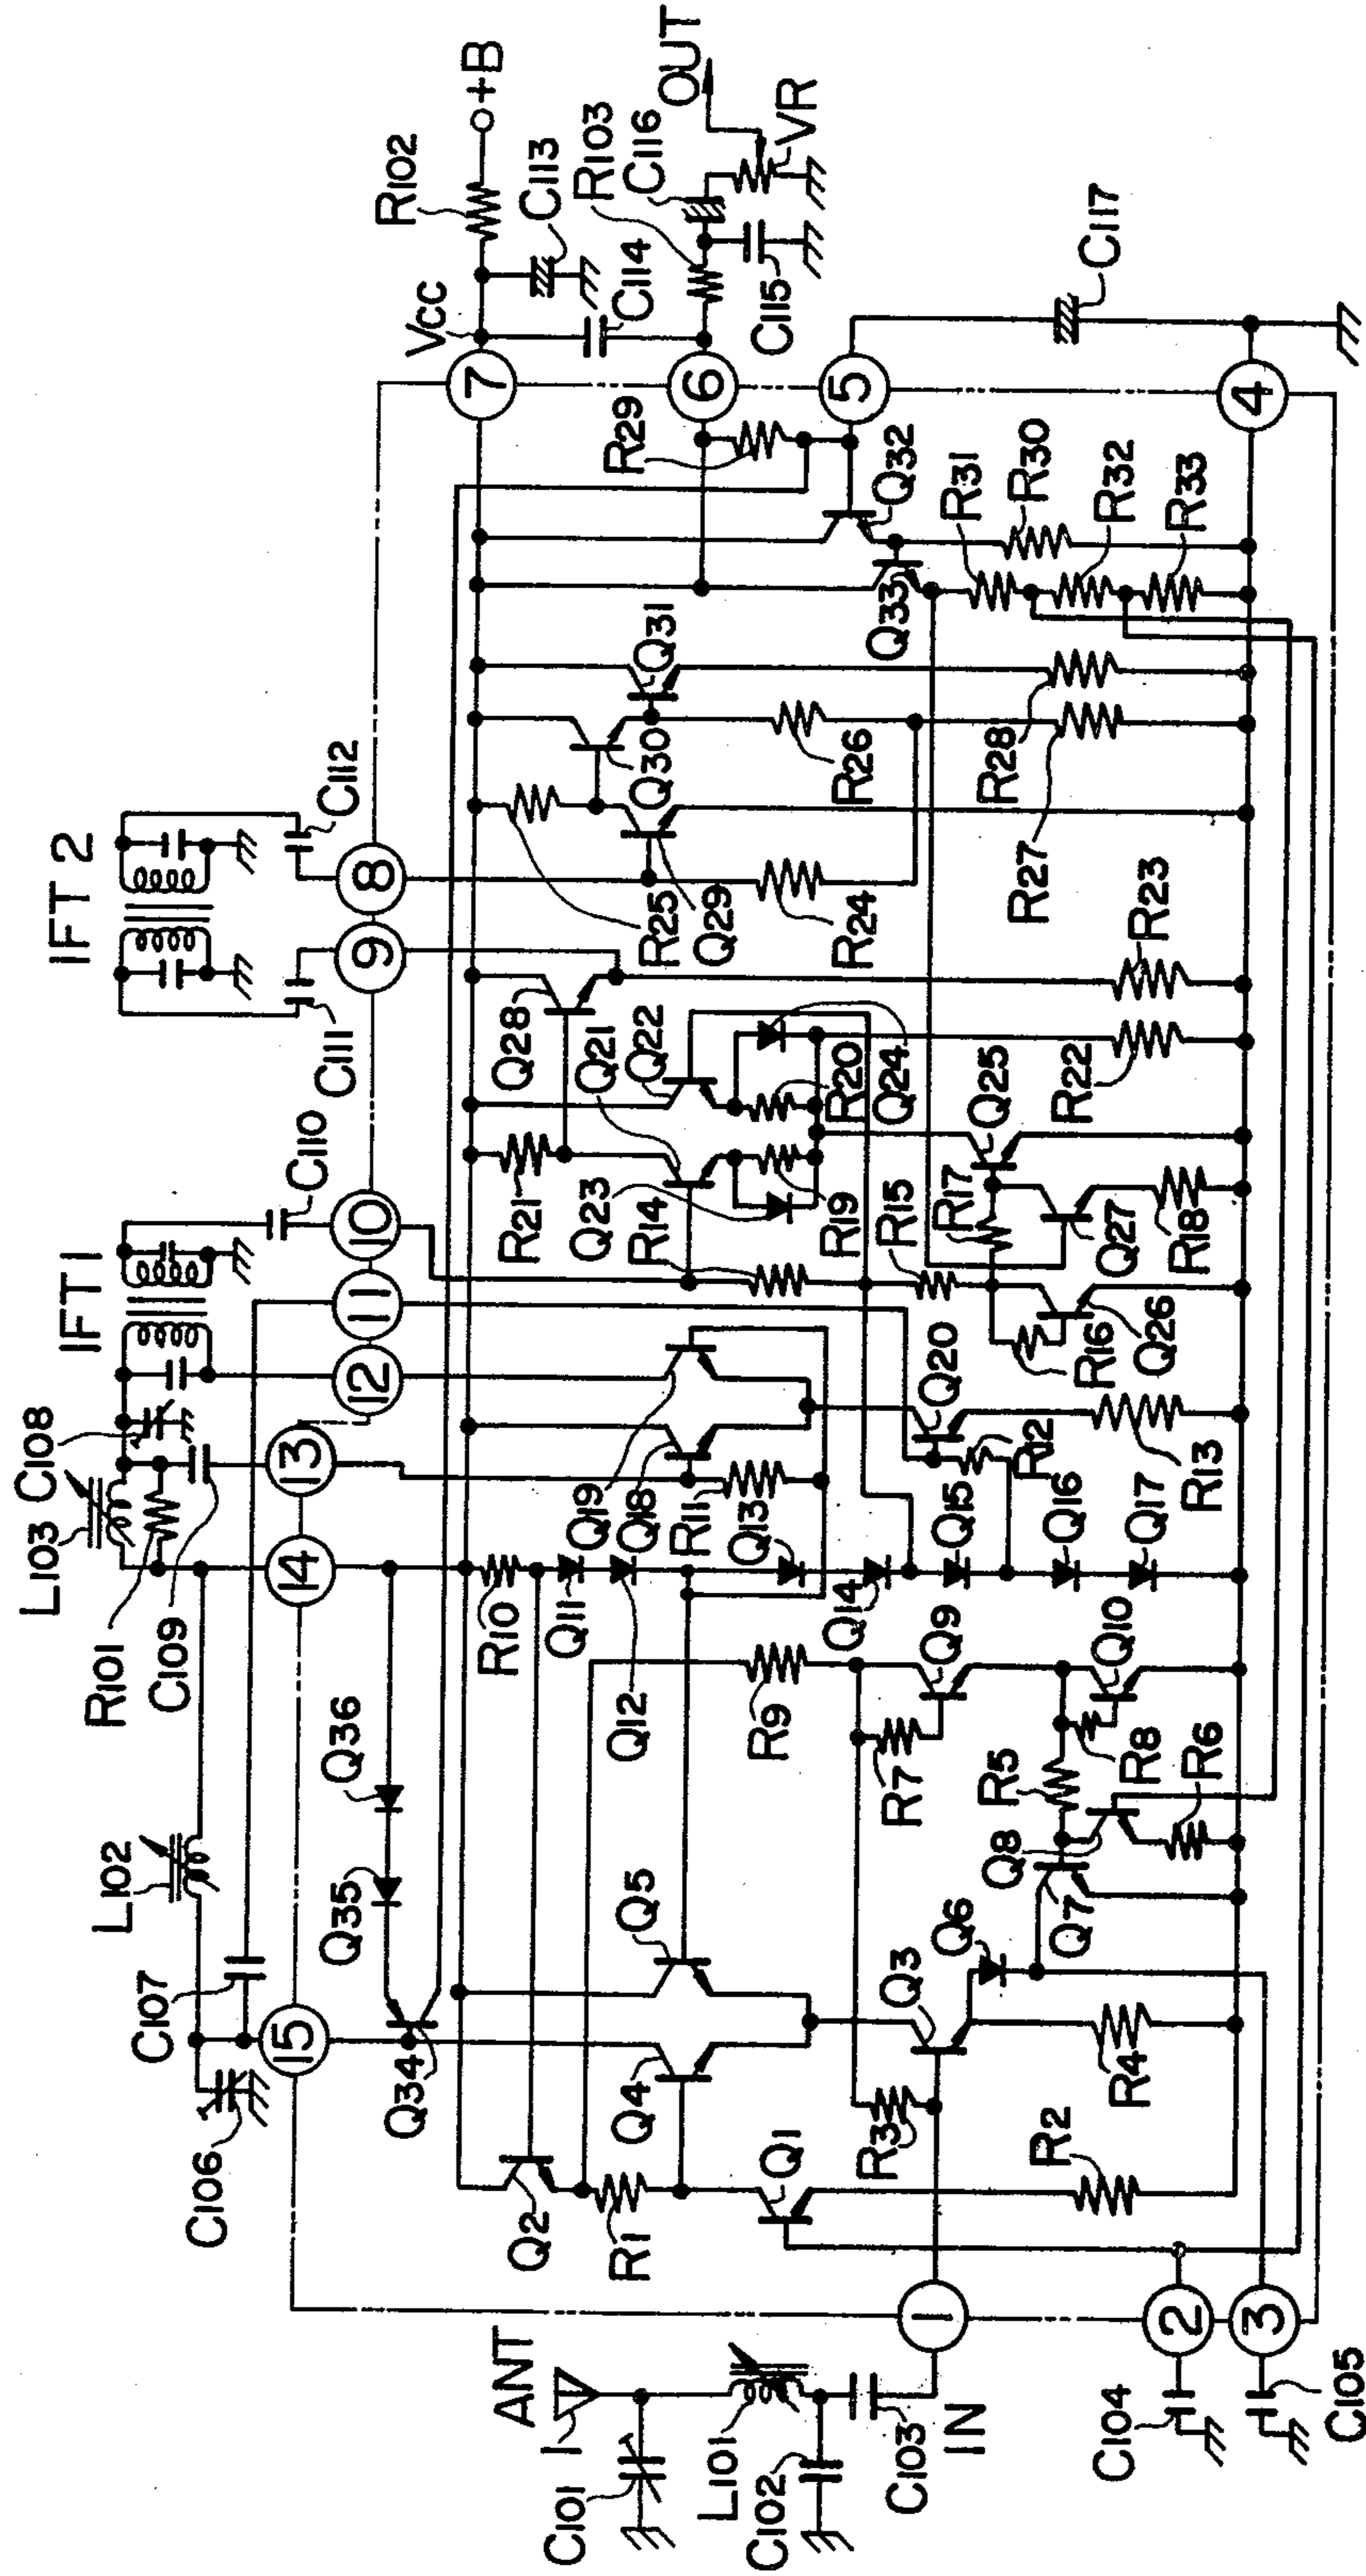 IFT 2
IFT1
L103
C108
R101
C109
L102
C107
C106
C110
C111
C112
R102
+B
Vcc
C113
C114
R103
C116
OUT
VR
C115
C117
15
14
13
12
11
10
9
8
7
6
5
4
3
2
1
ANT
1
C101
L101
C102
C103
IN
C104
C105
Q34
Q35
Q36
Q2
R1
Q4
Q5
Q1
R2
R3
Q3
R4
Q6
Q7
Q8
R5
R6
R7
R8
R9
Q9
Q10
R10
Q11
Q12
Q13
Q14
Q15
Q16
Q17
Q18
Q19
R11
R12
R13
Q20
R14
R15
R16
Q26
R17
Q27
R18
Q25
R19
R20
Q21
Q22
Q23
Q24
R21
Q28
R22
R23
R24
R25
Q29
Q30
R26
R27
R28
Q31
R29
Q32
Q33
R30
R31
R32
R33